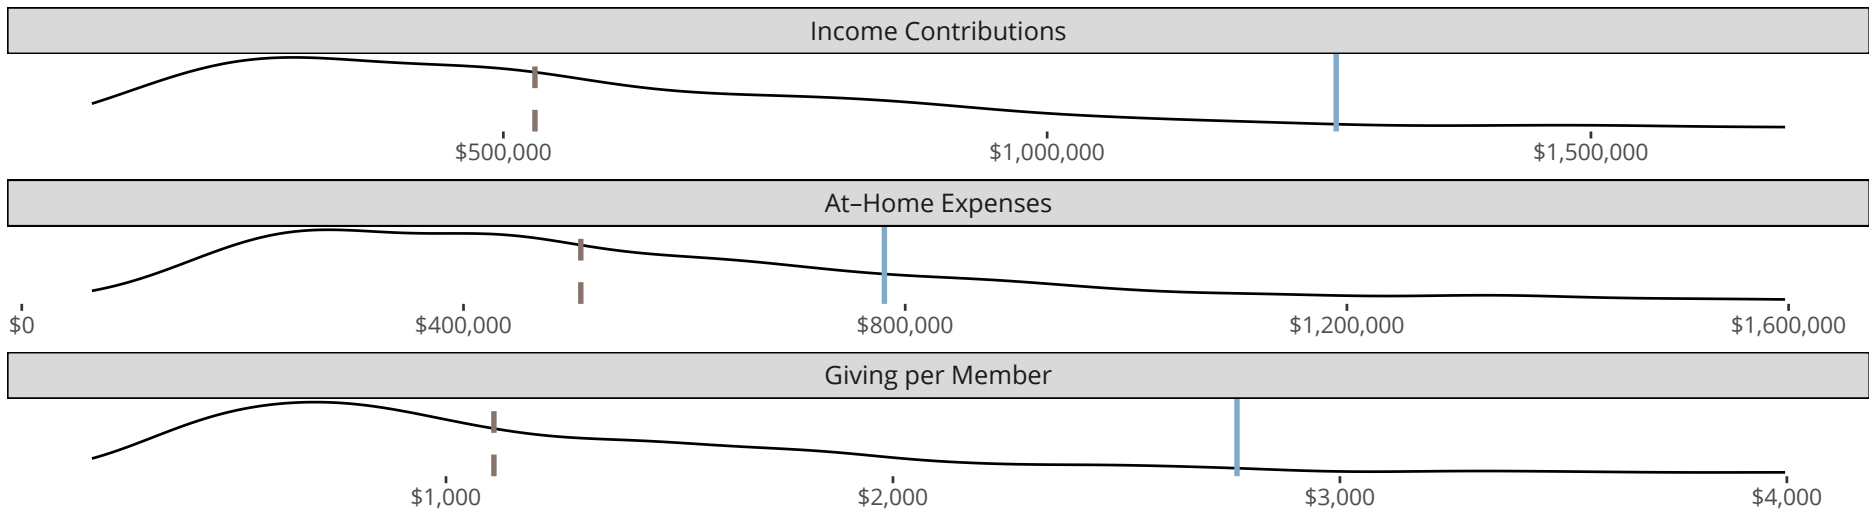 Income Contributions
$500,000 $1,000,000 $1,500,000
At–Home Expenses
$0 $400,000 $800,000 $1,200,000 $1,600,000
Giving per Member
$1,000 $2,000 $3,000 $4,000